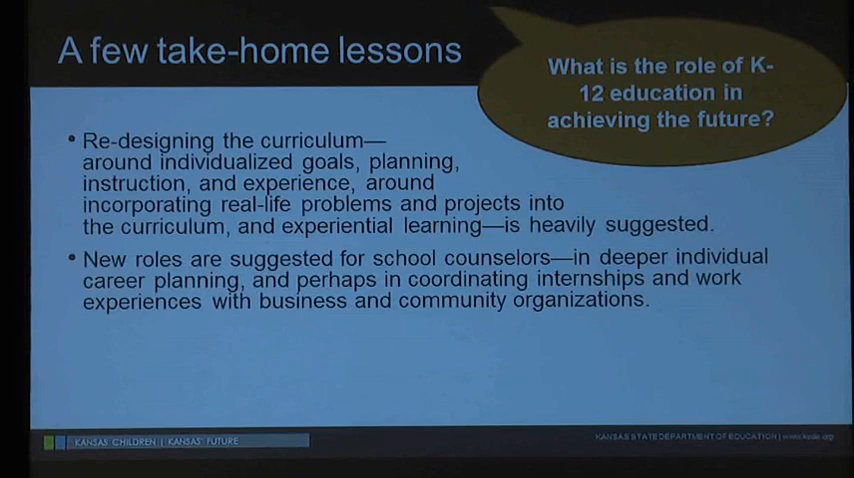 A few take-home lessons
What is the role of K-
12 education in
achieving the future?
• Re-designing the curriculum—
around individualized goals, planning,
instruction, and experience, around
incorporating real-life problems and projects into
the curriculum, and experiential learning—is heavily suggested.
• New roles are suggested for school counselors—in deeper individual
career planning, and perhaps in coordinating internships and work
experiences with business and community organizations.
KANSAS CHILDREN | KANSAS' FUTURE
KANSAS STATE DEPARTMENT OF EDUCATION | www.ksde.org